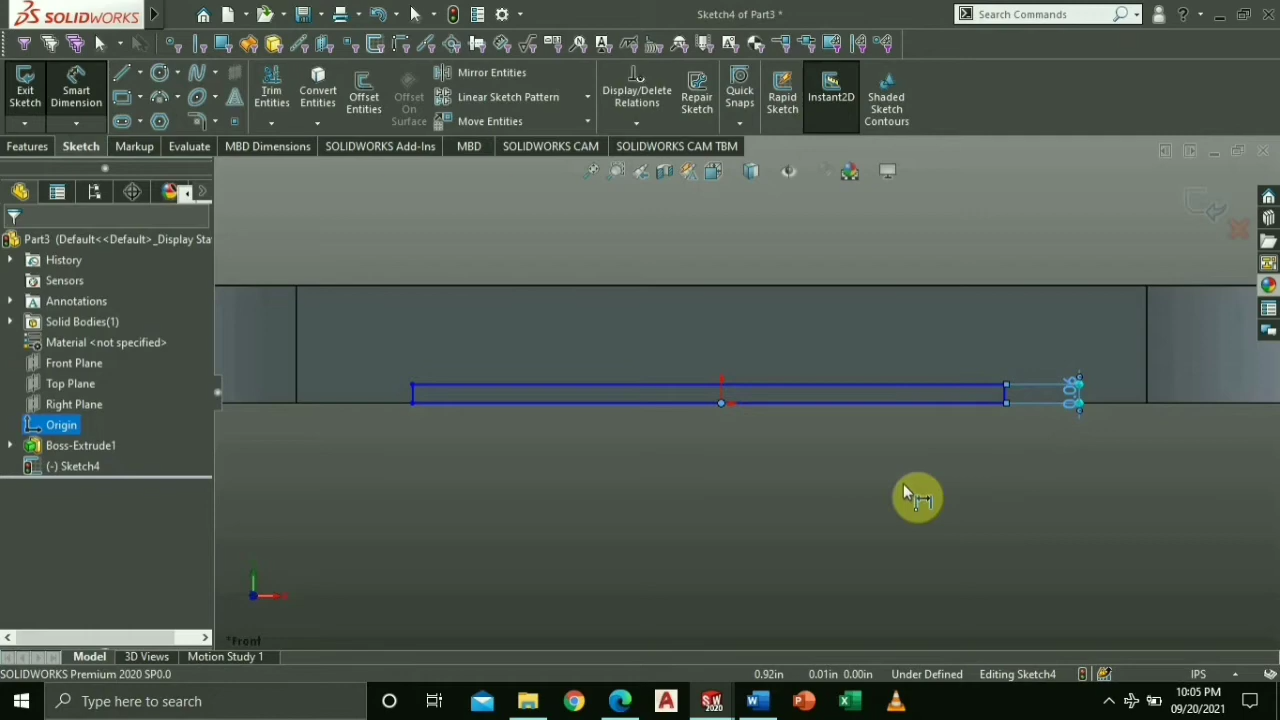 SOLIDWORKS
Sketch4 of Part3 *
Search Commands
Exit Sketch
Smart Dimension
Trim Entities
Convert Entities
Offset Entities
Offset On Surface
Mirror Entities
Linear Sketch Pattern
Move Entities
Display/Delete Relations
Repair Sketch
Quick Snaps
Rapid Sketch
Instant2D
Shaded Sketch Contours
Features
Sketch
Markup
Evaluate
MBD Dimensions
SOLIDWORKS Add-Ins
MBD
SOLIDWORKS CAM
SOLIDWORKS CAM TBM
Part3 (Default<<Default>_Display Sta
History
Sensors
Annotations
Solid Bodies(1)
Material <not specified>
Front Plane
Top Plane
Right Plane
Origin
Boss-Extrude1
(-) Sketch4
0.06
*Front
Model
3D Views
Motion Study 1
SOLIDWORKS Premium 2020 SP0.0
0.92in
0.01in
0.00in
Under Defined
Editing Sketch4
IPS
Type here to search
10:05 PM
09/20/2021